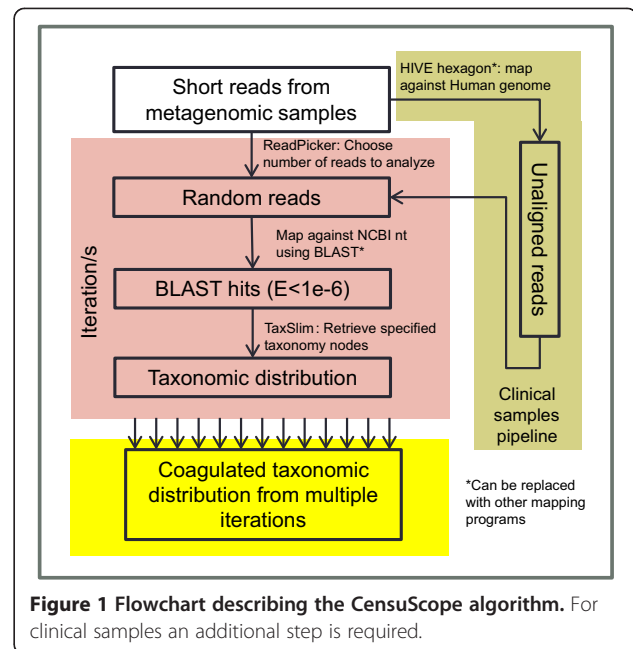 Short reads from
metagenomic samples
HIVE hexagon*: map
against Human genome
ReadPicker: Choose
number of reads to analyze
Random reads
Unaligned reads
Map against NCBI nt
using BLAST*
Iteration/s
BLAST hits (E<1e-6)
TaxSlim: Retrieve specified
taxonomy nodes
Taxonomic distribution
Clinical
samples
pipeline
Coagulated taxonomic
distribution from multiple
iterations
*Can be replaced
with other mapping
programs
Figure 1 Flowchart describing the CensuScope algorithm. For
clinical samples an additional step is required.